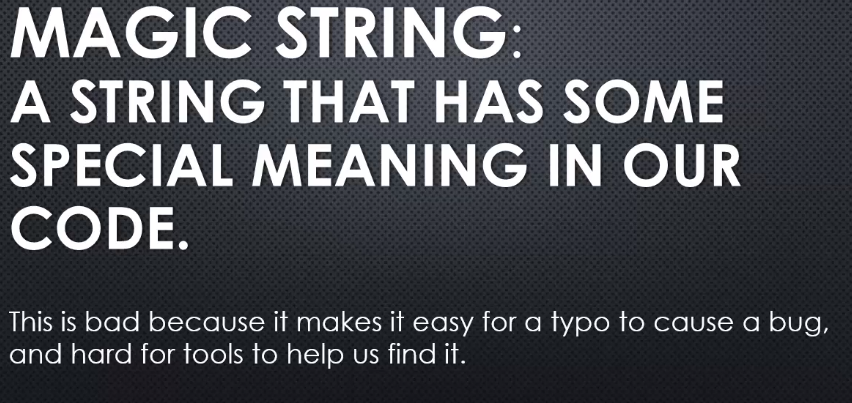 MAGIC STRING:
A STRING THAT HAS SOME
SPECIAL MEANING IN OUR
CODE.
This is bad because it makes it easy for a typo to cause a bug,
and hard for tools to help us find it.